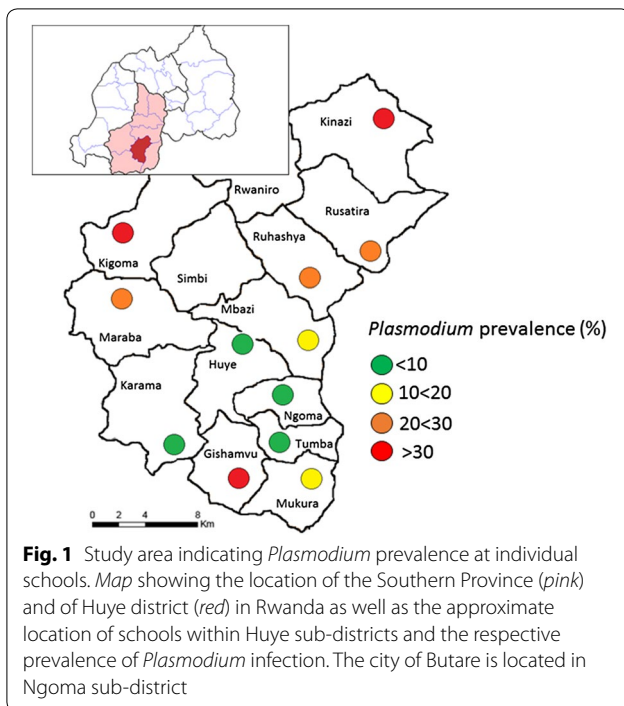 Kinazi
Rwaniro
Rusatira
Ruhashya
Kigoma
Simbi
Mbazi
Maraba
Plasmodium prevalence (%)
<10
10<20
20<30
>30
Huye
Karama
Ngoma
Tumba
Gishamvu
Mukura
0 4 8
Km
Fig. 1 Study area indicating Plasmodium prevalence at individual
schools. Map showing the location of the Southern Province (pink)
and of Huye district (red) in Rwanda as well as the approximate
location of schools within Huye sub-districts and the respective
prevalence of Plasmodium infection. The city of Butare is located in
Ngoma sub-district